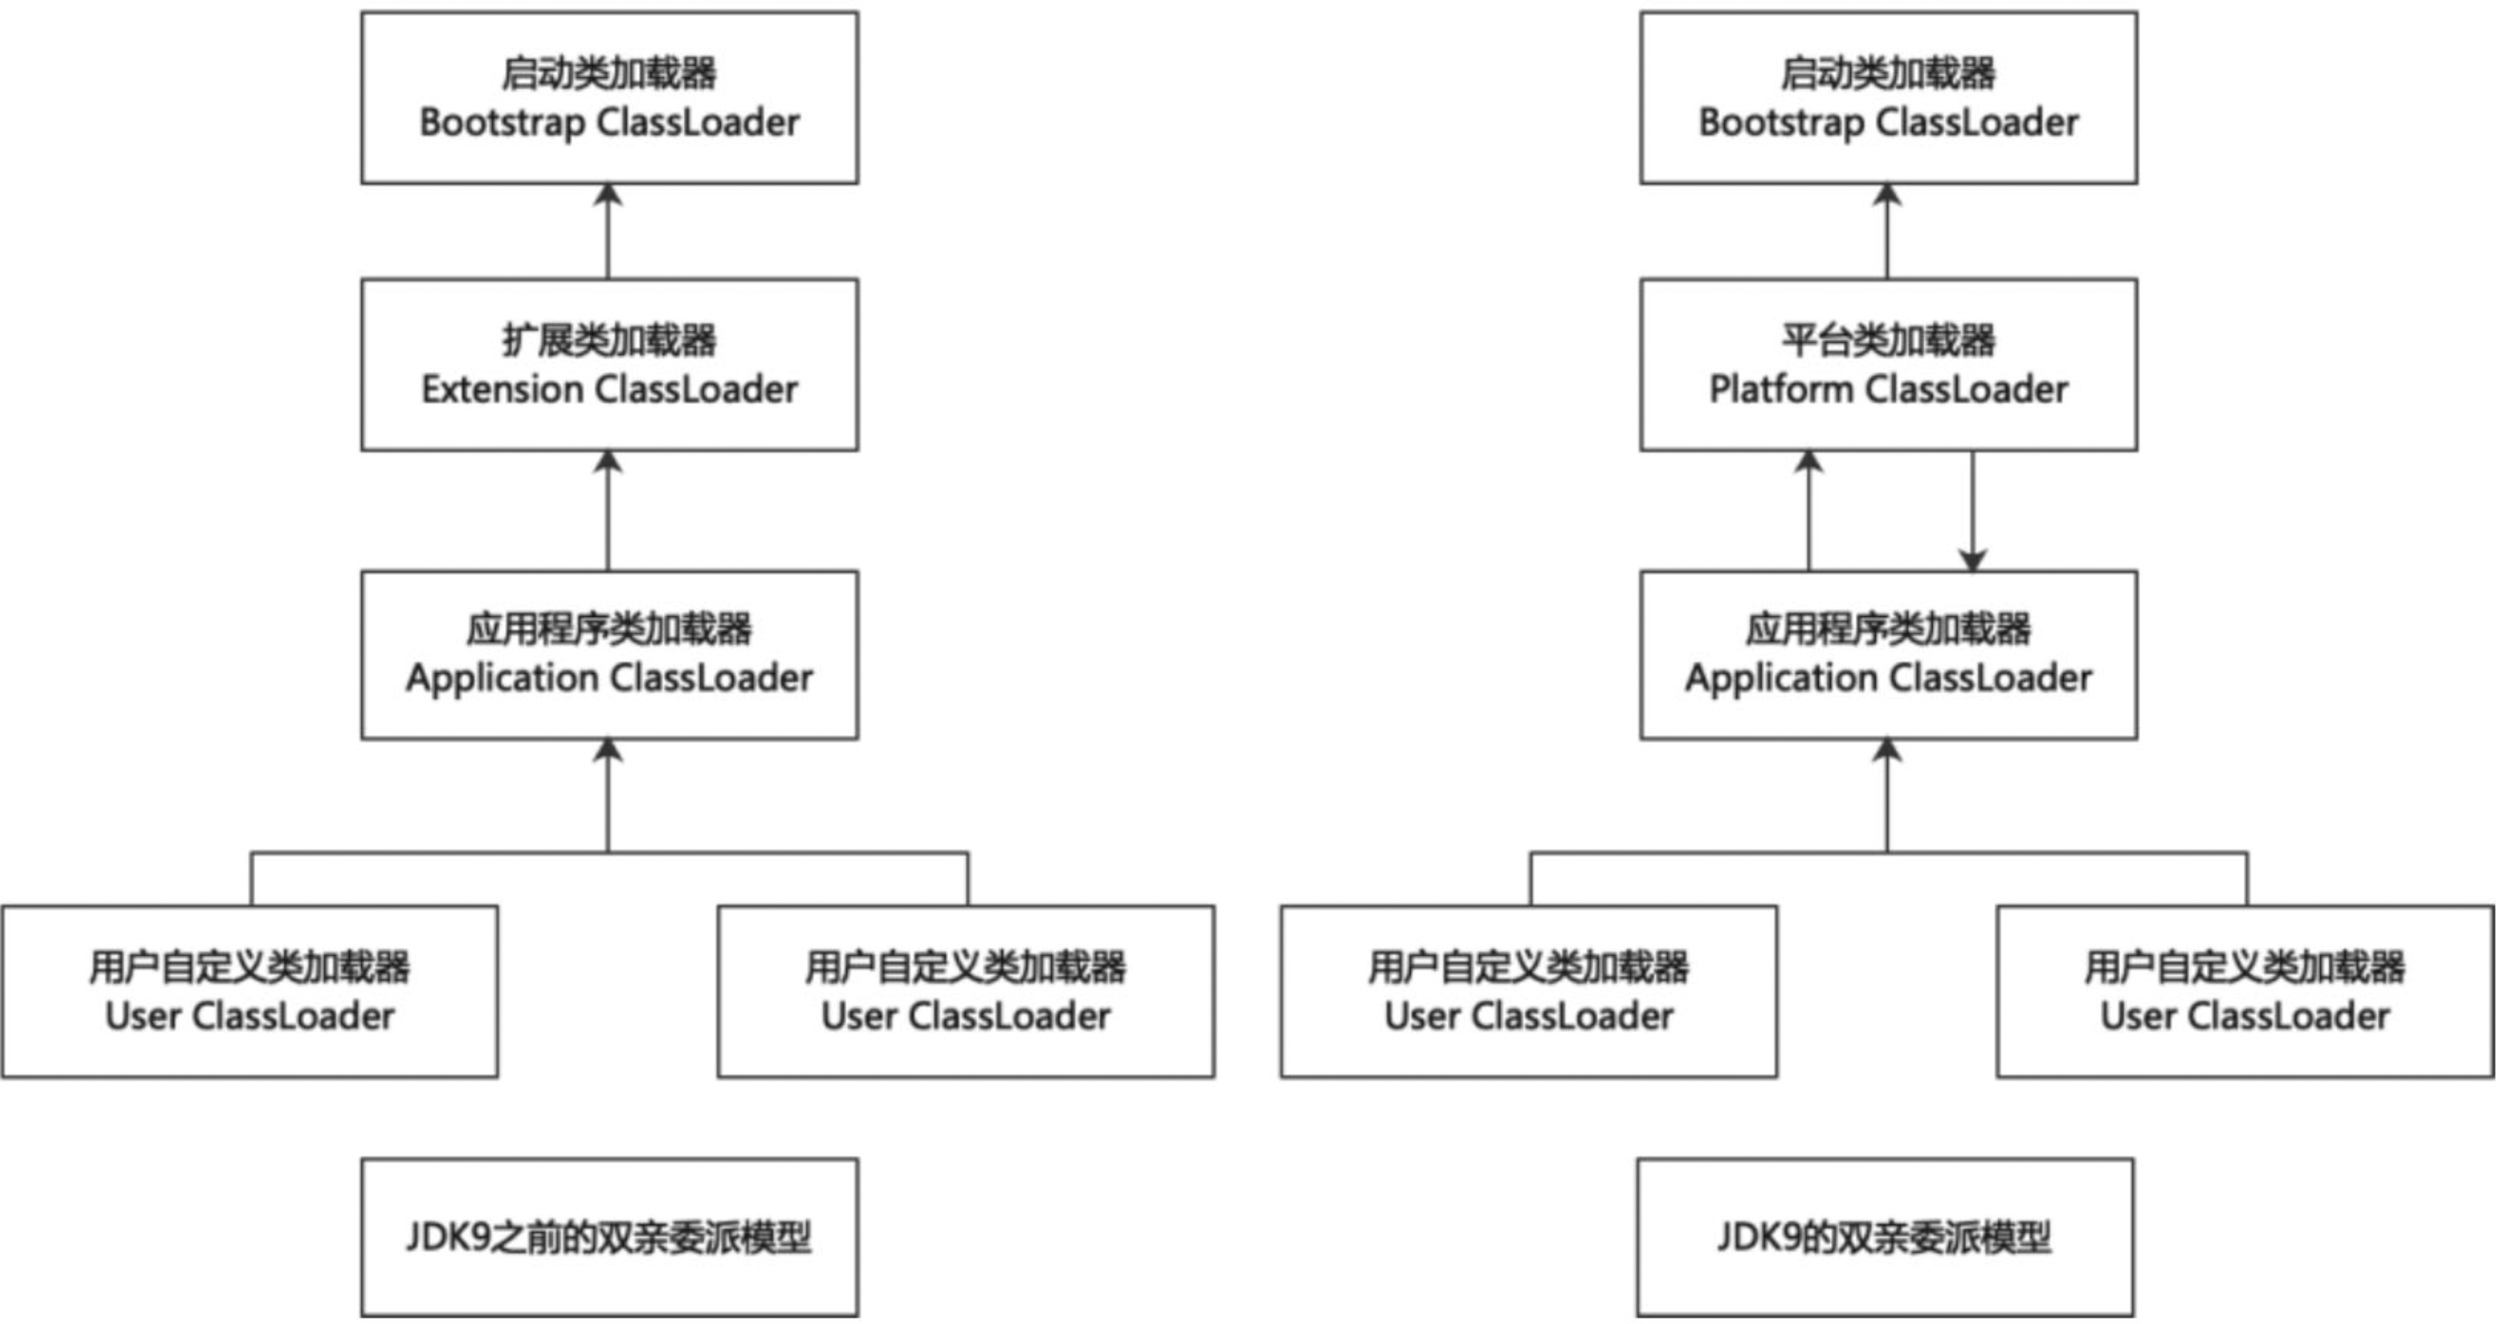 启动类加载器
Bootstrap ClassLoader
扩展类加载器
Extension ClassLoader
应用程序类加载器
Application ClassLoader
用户自定义类加载器
User ClassLoader
用户自定义类加载器
User ClassLoader
JDK9之前的双亲委派模型
启动类加载器
Bootstrap ClassLoader
平台类加载器
Platform ClassLoader
应用程序类加载器
Application ClassLoader
用户自定义类加载器
User ClassLoader
用户自定义类加载器
User ClassLoader
JDK9的双亲委派模型